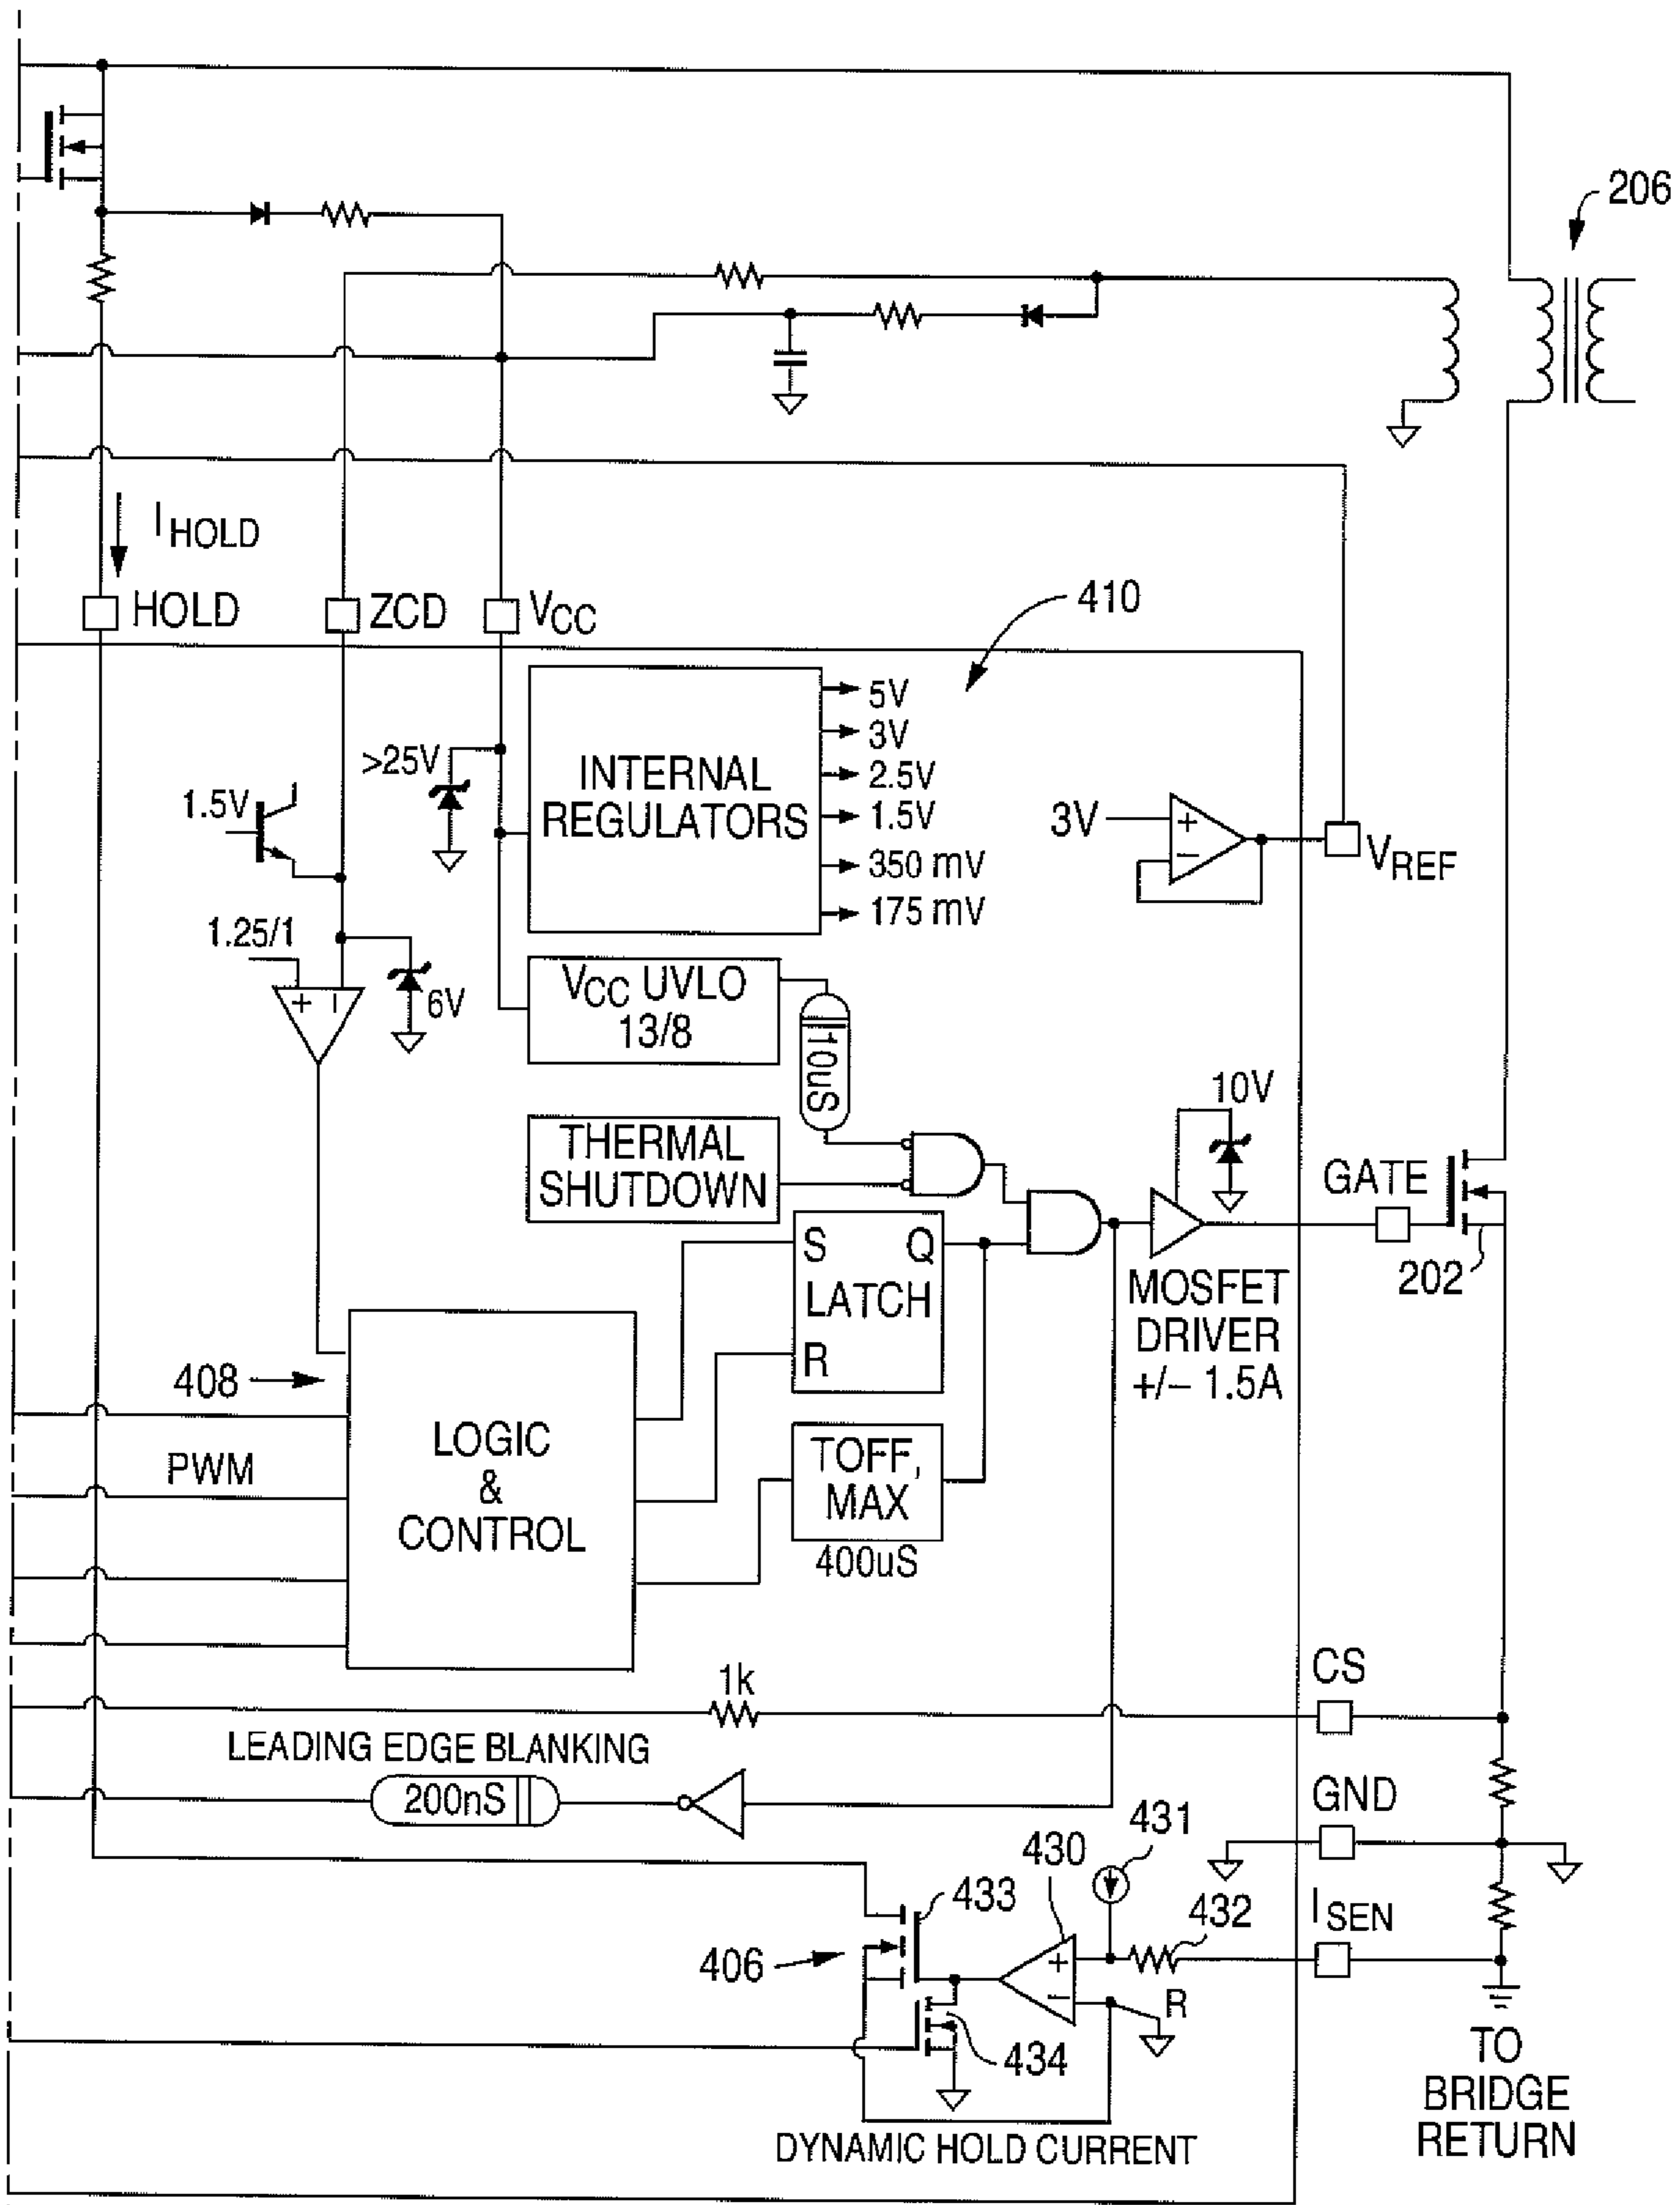 206
I HOLD
HOLD
ZCD
VCC
410
INTERNAL
REGULATORS
5V
3V
2.5V
1.5V
350 mV
175 mV
>25V
1.5V
3V
+
−
VREF
1.25/1
+ −
6V
VCC UVLO
13/8
10uS
THERMAL
SHUTDOWN
10V
GATE
202
S Q
LATCH
R
MOSFET
DRIVER
+/− 1.5A
408
PWM
LOGIC
&
CONTROL
TOFF,
MAX
400uS
1k
CS
LEADING EDGE BLANKING
200nS
GND
431
430
433
432
ISEN
406
+
−
R
434
TO
BRIDGE
RETURN
DYNAMIC HOLD CURRENT